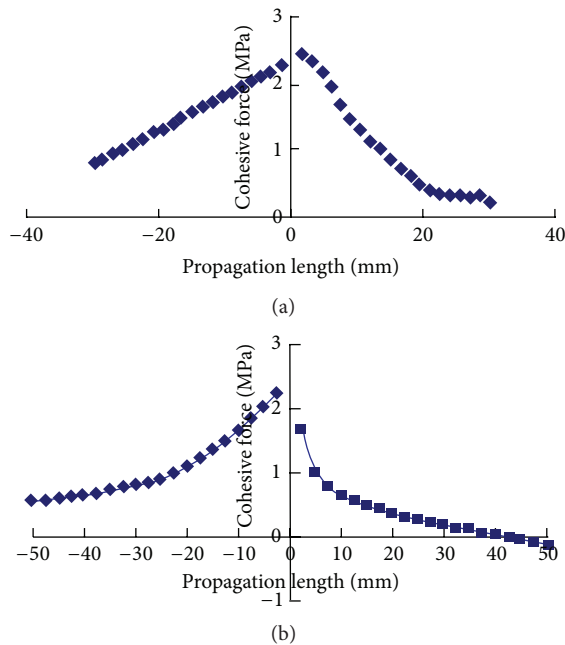 3
2
1
0
Cohesive force (MPa)
−40 −20 0 20 40
Propagation length (mm)
(a)
3
2
1
0
−1
Cohesive force (MPa)
−50 −40 −30 −20 −10 0 10 20 30 40 50
Propagation length (mm)
(b)